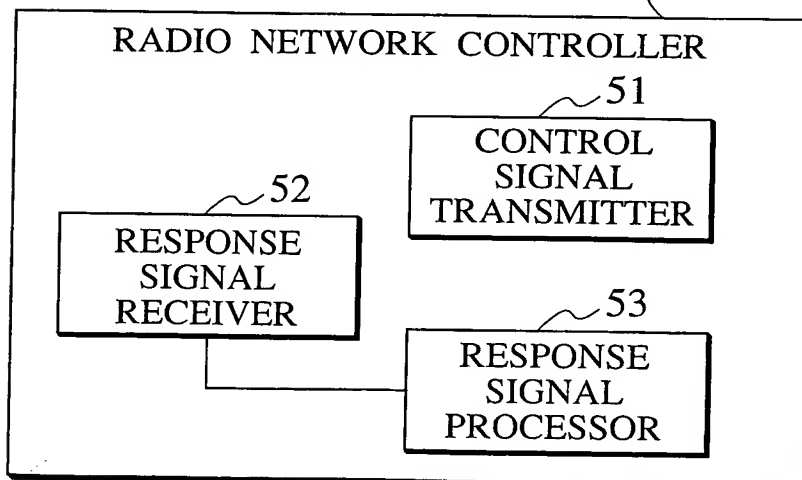 RADIO NETWORK CONTROLLER
51
CONTROL
SIGNAL
TRANSMITTER
52
RESPONSE
SIGNAL
RECEIVER
53
RESPONSE
SIGNAL
PROCESSOR